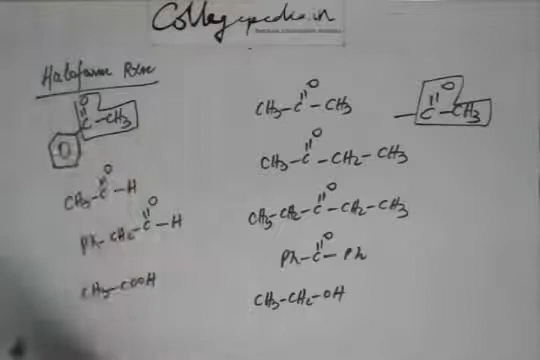 Collegepedia in
Haloform Rxn
O
C-CH3
CH3-C-H
O
Ph-CH2-C-H
O
CH3-COOH
O
CH3-C-CH3
O
CH3-C-CH2-CH3
O
CH3-CH2-C-CH2-CH3
O
Ph-C-Ph
CH3-CH2-OH
O
-C-CH3